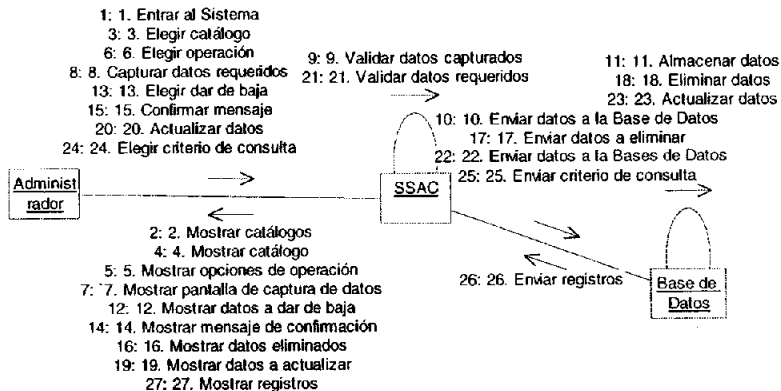 1: 1. Entrar al Sistema
3: 3. Elegir catálogo
6: 6. Elegir operación
8: 8. Capturar datos requeridos
13: 13. Elegir dar de baja
15: 15. Confirmar mensaje
20: 20. Actualizar datos
24: 24. Elegir criterio de consulta
9: 9. Validar datos capturados
21: 21. Validar datos requeridos
11: 11. Almacenar datos
18: 18. Eliminar datos
23: 23. Actualizar datos
10: 10. Enviar datos a la Base de Datos
17: 17. Enviar datos a eliminar
22: 22. Enviar datos a la Bases de Datos
25: 25. Enviar criterio de consulta
Administ
rador
SSAC
2: 2. Mostrar catálogos
4: 4. Mostrar catálogo
5: 5. Mostrar opciones de operación
7: 7. Mostrar pantalla de captura de datos
12: 12. Mostrar datos a dar de baja
14: 14. Mostrar mensaje de confirmación
16: 16. Mostrar datos eliminados
19: 19. Mostrar datos a actualizar
27: 27. Mostrar registros
26: 26. Enviar registros
Base de
Datos